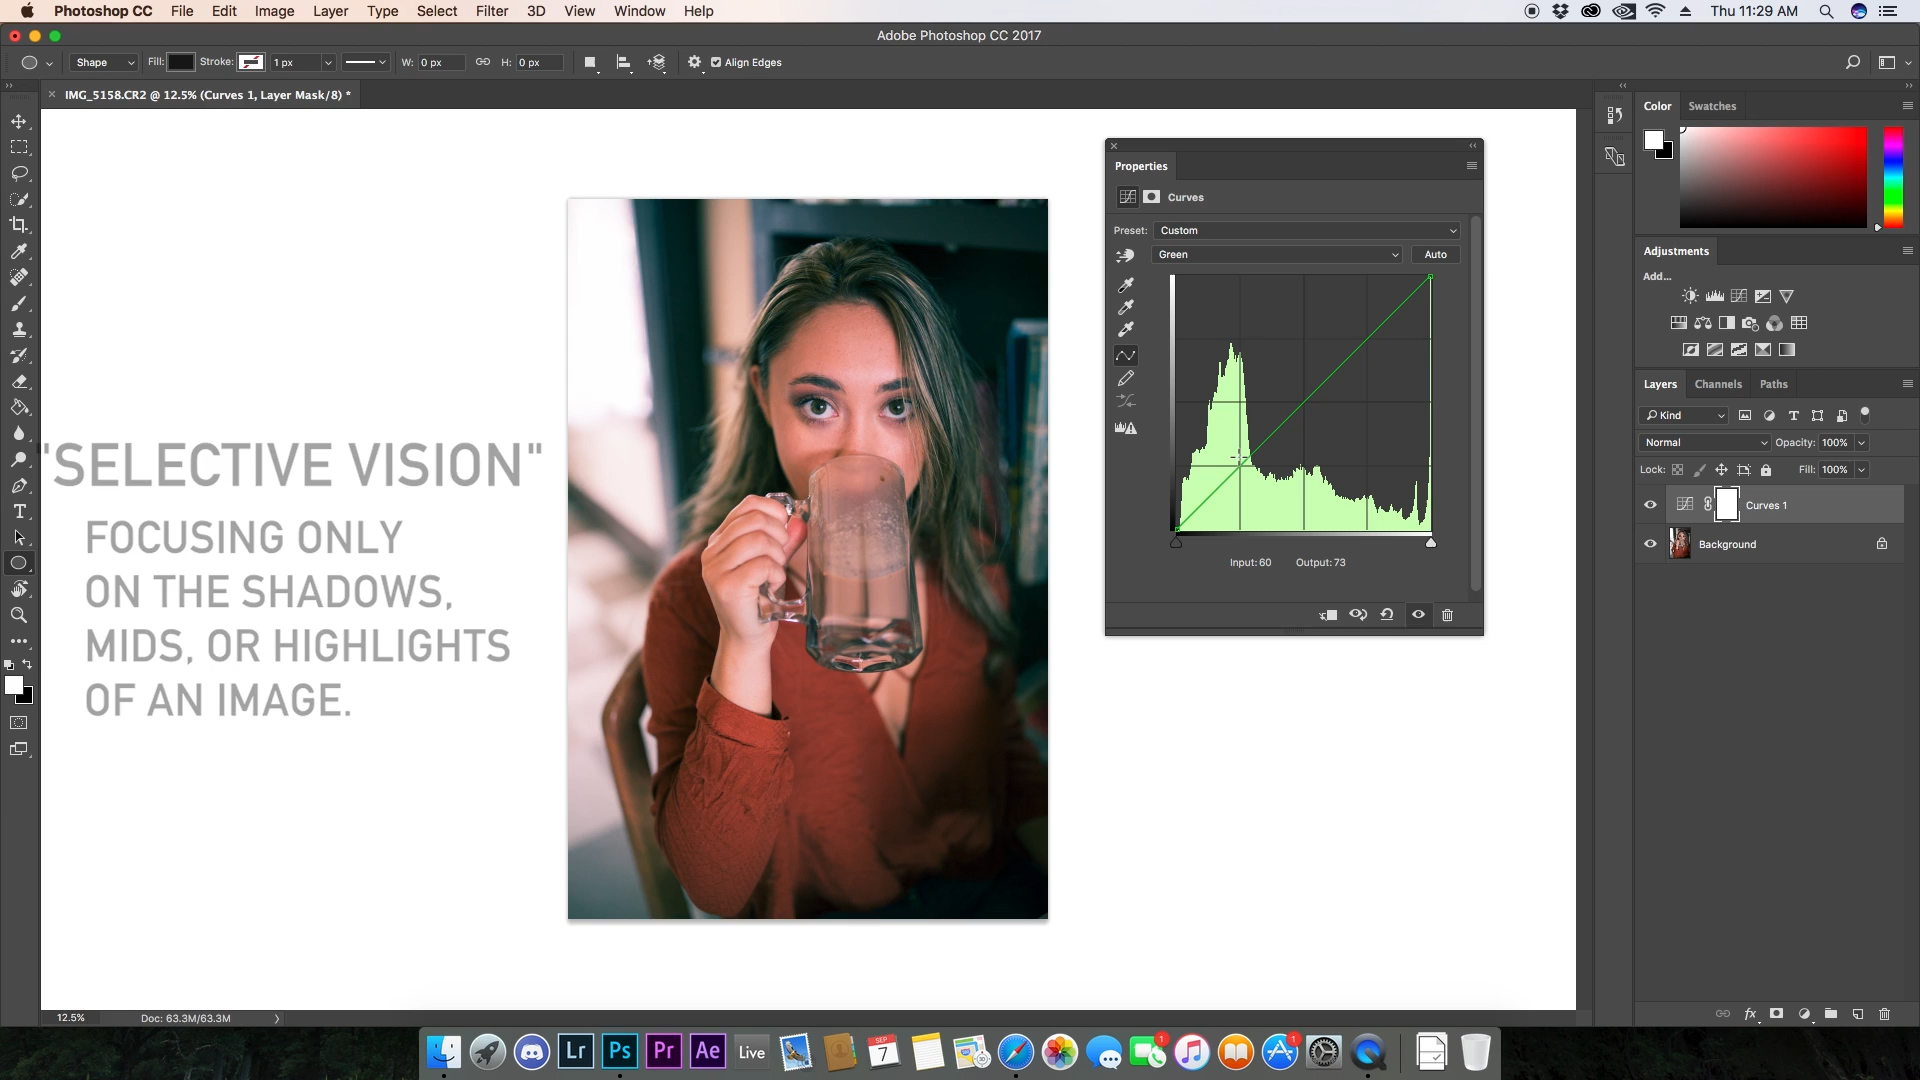 Photoshop CC File Edit Image Layer Type Select Filter 3D View Window Help Thu 11:29 AM
Adobe Photoshop CC 2017
Shape Fill: Stroke: 1 px W: 0 px H: 0 px Align Edges
IMG_5158.CR2 @ 12.5% (Curves 1, Layer Mask/8) *
"SELECTIVE VISION"
FOCUSING ONLY
ON THE SHADOWS,
MIDS, OR HIGHLIGHTS
OF AN IMAGE.
Properties
Curves
Preset: Custom
Green Auto
Input: 60 Output: 73
Color Swatches
Adjustments
Add...
Layers Channels Paths
Kind
Normal Opacity: 100%
Lock: Fill: 100%
Curves 1
Background
12.5% Doc: 63.3M/63.3M
Lr Ps Pr Ae Live SEP 7 1 1